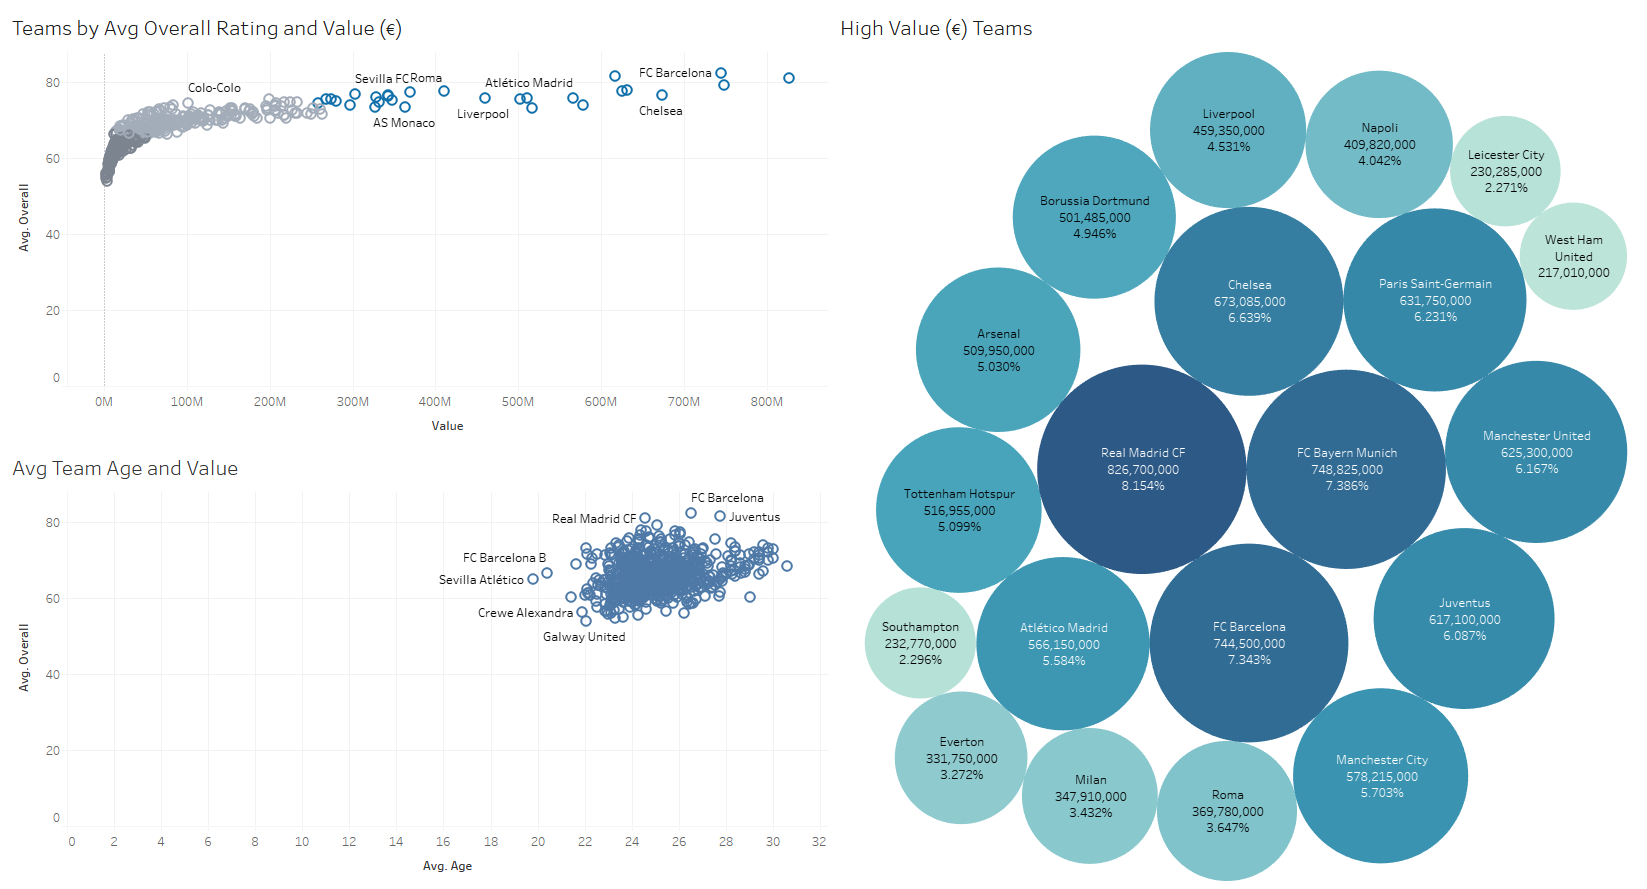 Teams by Avg Overall Rating and Value (€)
Avg. Overall
80
60
40
20
0
Colo-Colo
Sevilla FC
Roma
AS Monaco
Atlético Madrid
Liverpool
FC Barcelona
Chelsea
0M
100M
200M
300M
400M
500M
600M
700M
800M
Value
Avg Team Age and Value
Avg. Overall
80
60
40
20
0
FC Barcelona
Real Madrid CF
Juventus
FC Barcelona B
Sevilla Atlético
Crewe Alexandra
Galway United
0
2
4
6
8
10
12
14
16
18
20
22
24
26
28
30
32
Avg. Age
High Value (€) Teams
Liverpool
459,350,000
4.531%
Napoli
409,820,000
4.042%
Leicester City
230,285,000
2.271%
Borussia Dortmund
501,485,000
4.946%
West Ham
United
217,010,000
Chelsea
673,085,000
6.639%
Paris Saint-Germain
631,750,000
6.231%
Arsenal
509,950,000
5.030%
Real Madrid CF
826,700,000
8.154%
FC Bayern Munich
748,825,000
7.386%
Manchester United
625,300,000
6.167%
Tottenham Hotspur
516,955,000
5.099%
Southampton
232,770,000
2.296%
Atlético Madrid
566,150,000
5.584%
FC Barcelona
744,500,000
7.343%
Juventus
617,100,000
6.087%
Everton
331,750,000
3.272%
Milan
347,910,000
3.432%
Roma
369,780,000
3.647%
Manchester City
578,215,000
5.703%